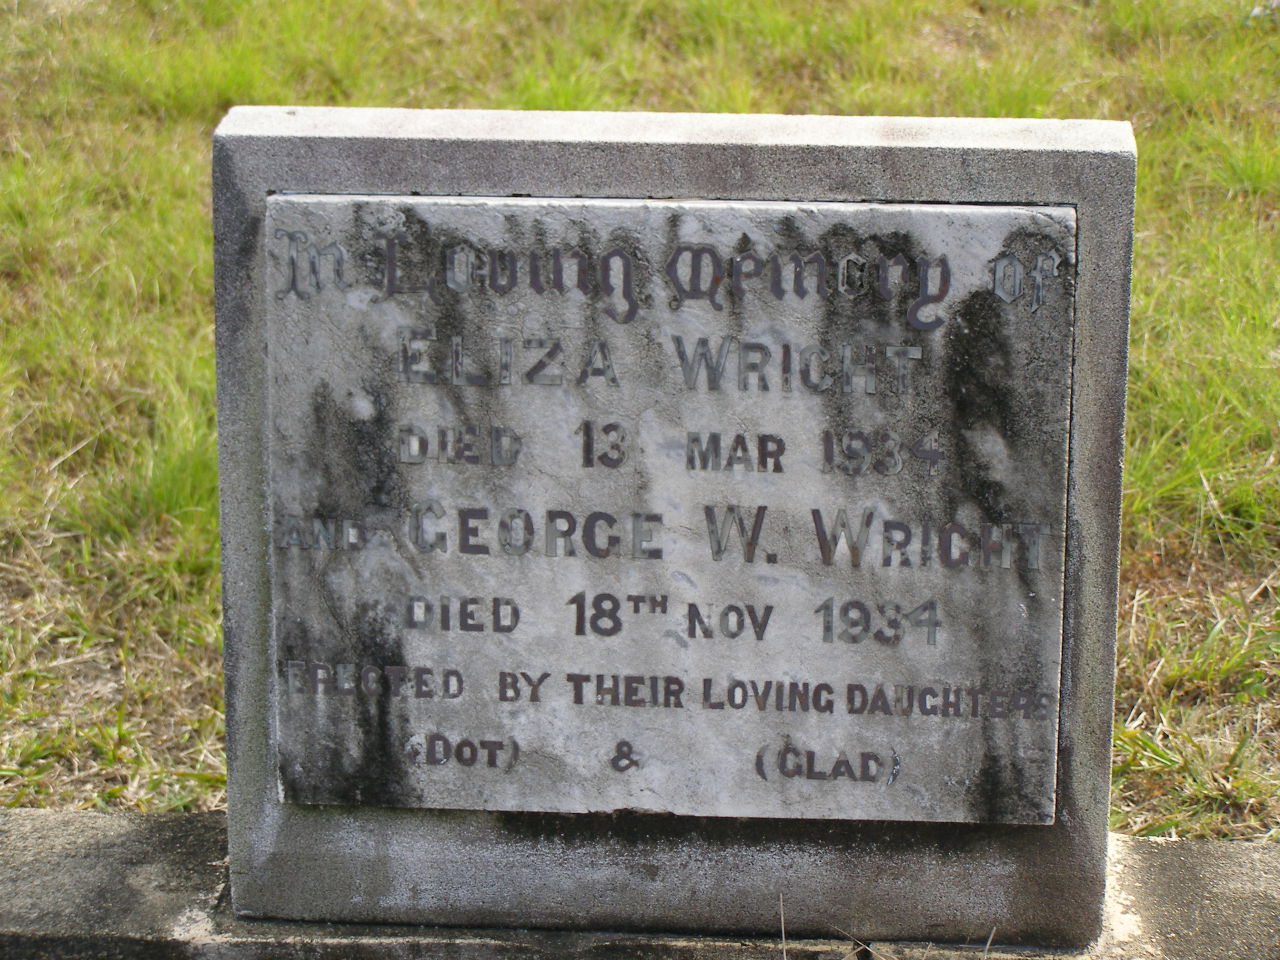 In Loving Memory of
ELIZA WRIGHT
DIED 13 MAR 1934
AND GEORGE W. WRIGHT
DIED 18TH NOV 1934
ERECTED BY THEIR LOVING DAUGHTERS
(DOT) & (GLAD)